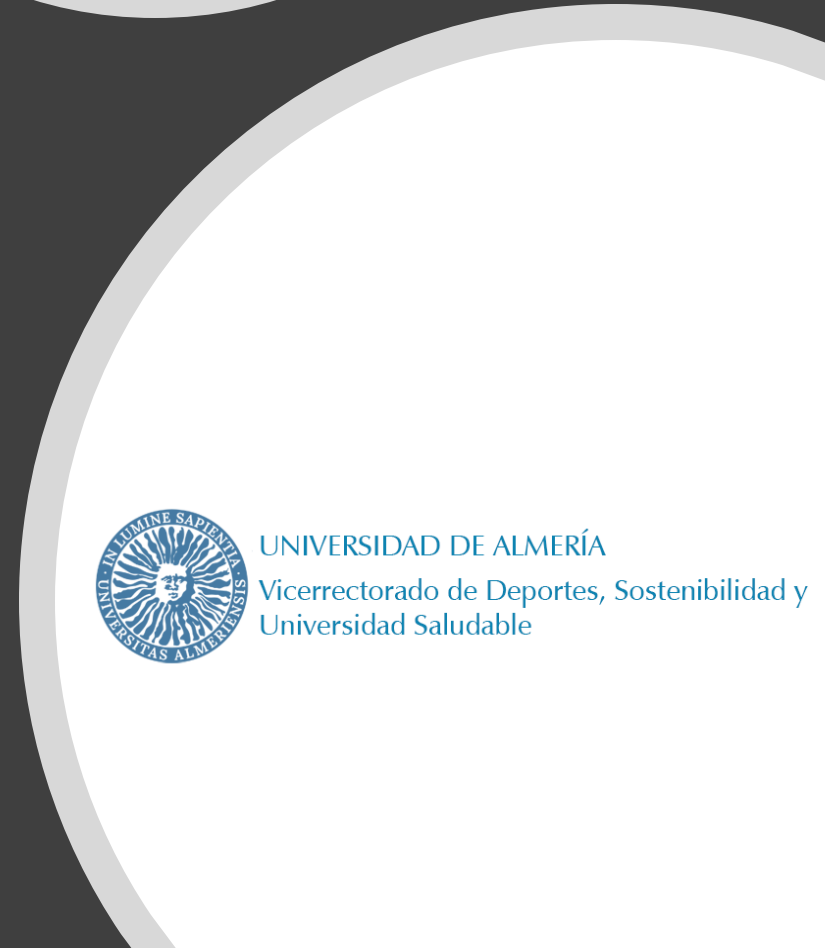 IN LUMINE SAPIENTIA · UNIVERSITAS ALMERIENSIS ·
UNIVERSIDAD DE ALMERÍA
Vicerrectorado de Deportes, Sostenibilidad y
Universidad Saludable